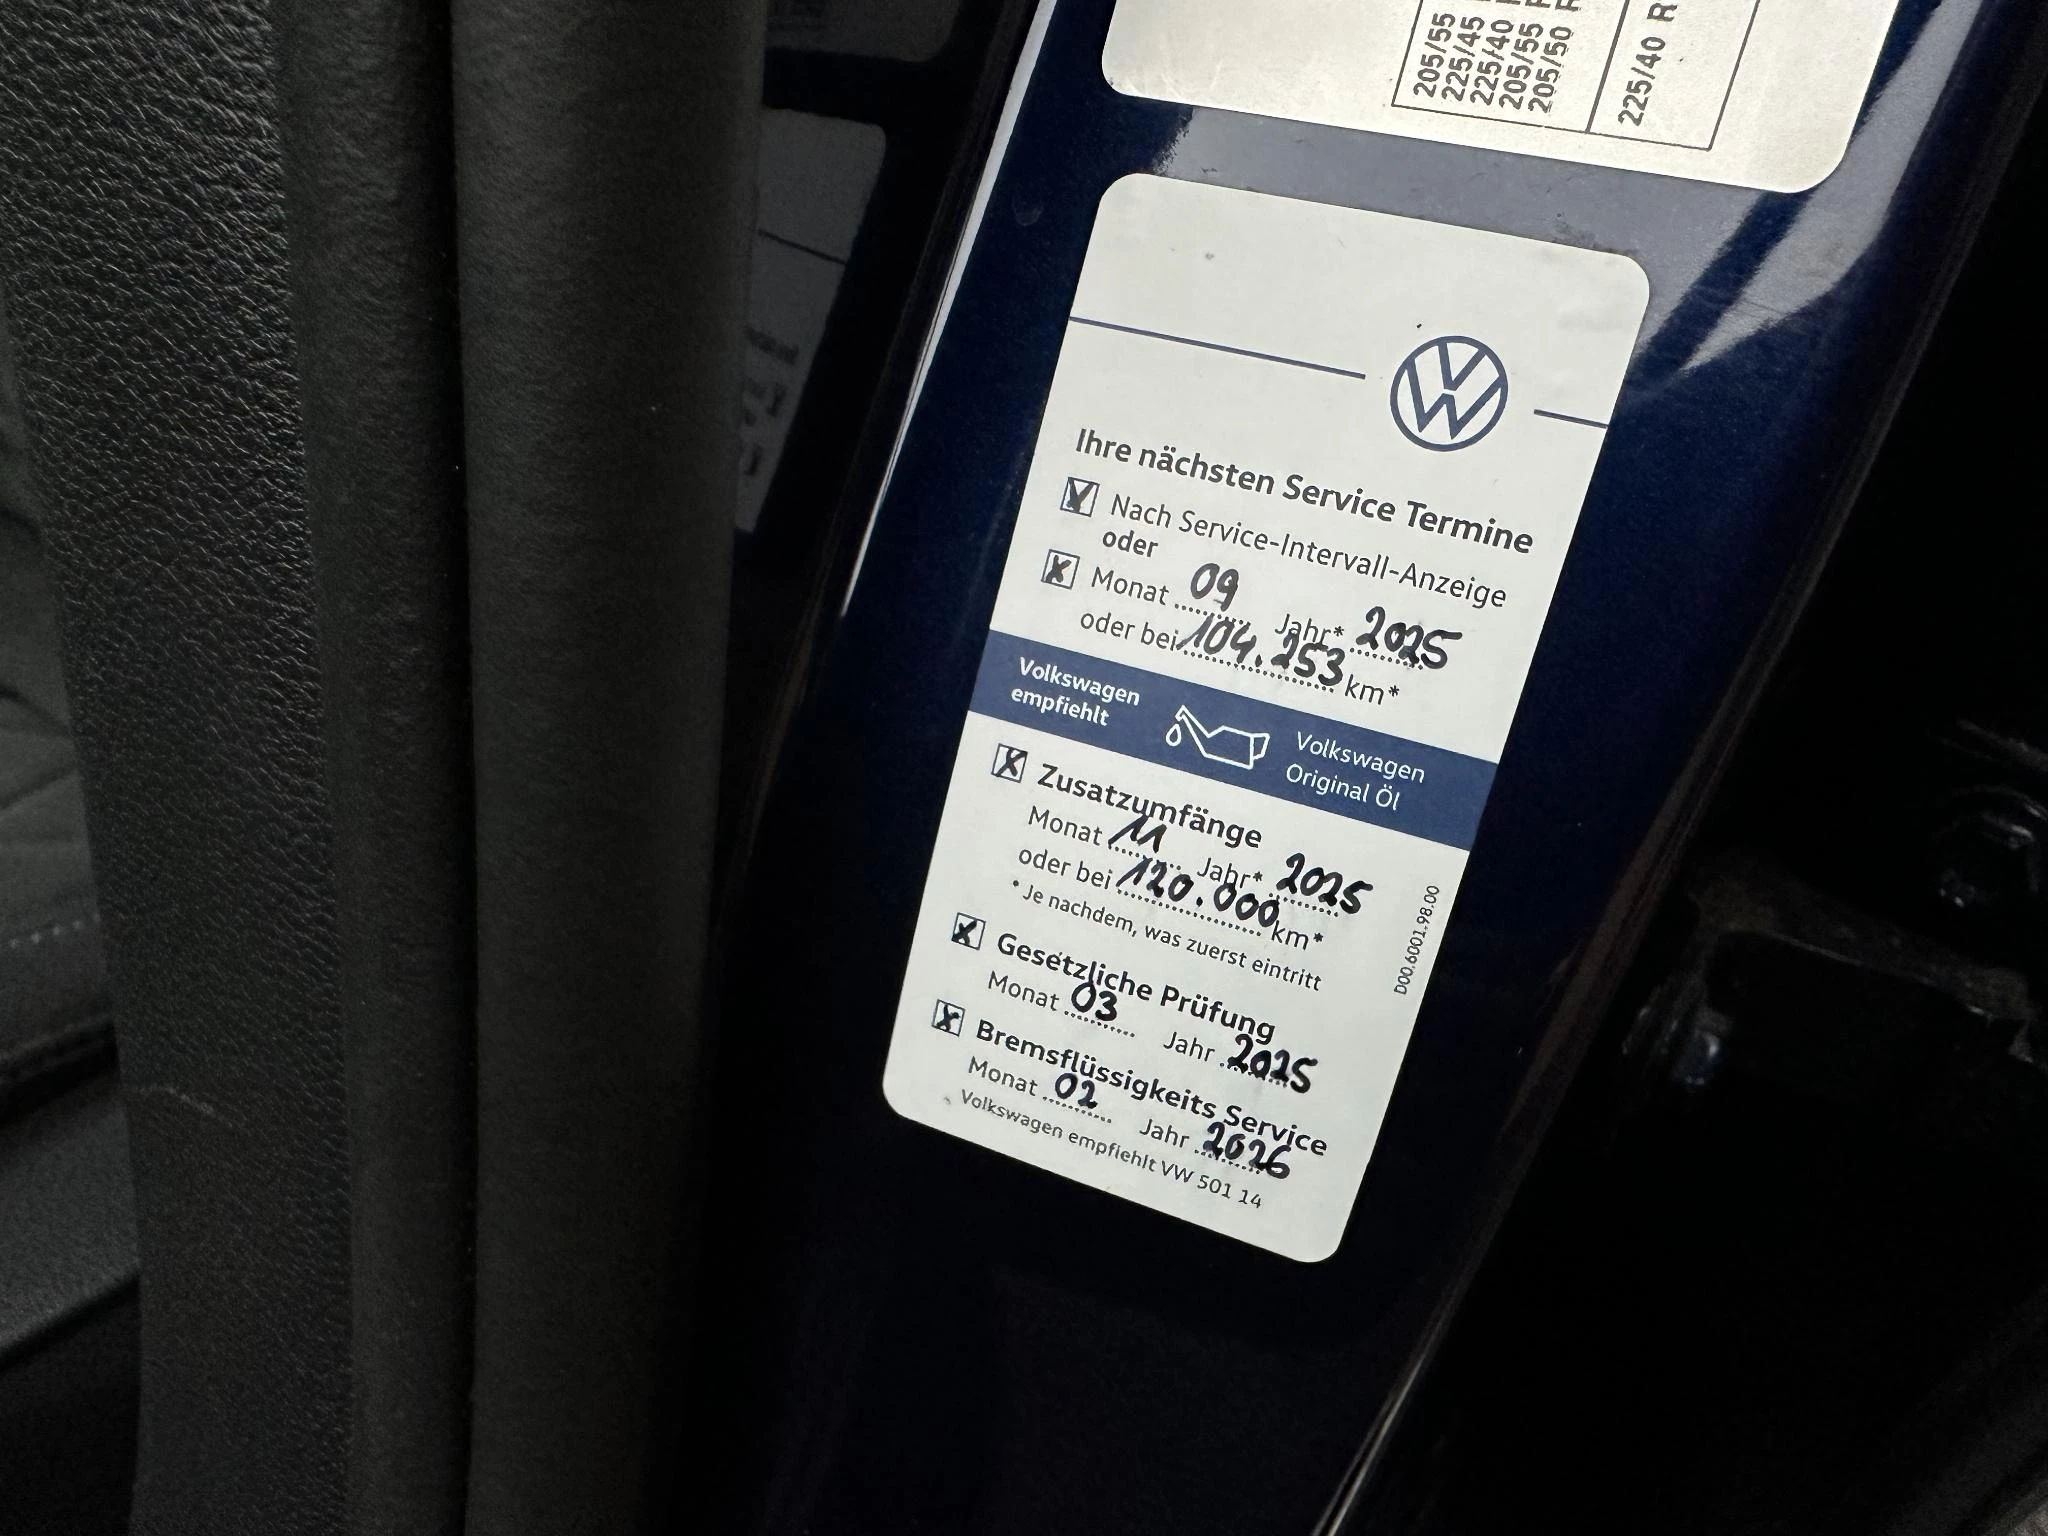 205/55
225/45
225/40
205/55
205/50 R
225/40 R
Ihre nächsten Service Termine
Nach Service-Intervall-Anzeige
oder
Monat 09 Jahr* 2025
oder bei 104.253 km*
Volkswagen
empfiehlt
Volkswagen
Original Öl
Zusatzumfänge
Monat 11 Jahr* 2025
oder bei 120.000 km*
*Je nachdem, was zuerst eintritt
Gesetzliche Prüfung
Monat 03 Jahr 2025
Bremsflüssigkeits Service
Monat 02 Jahr 2026
Volkswagen empfiehlt VW 501 14
D00.6001.98.00